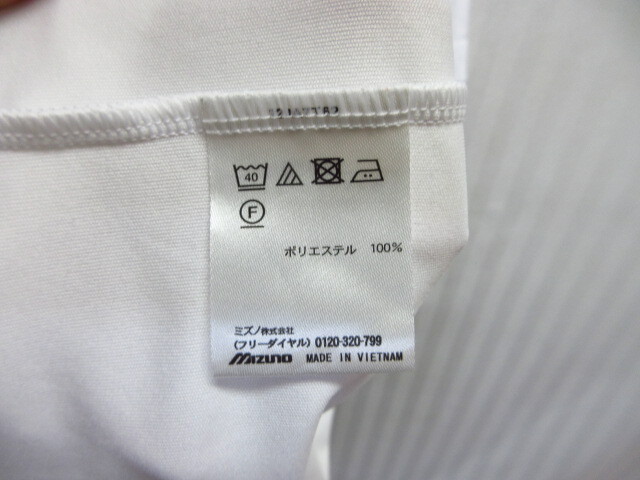 40
F
ポリエステル 100%
ミズノ株式会社
(フリーダイヤル) 0120-320-799
MIZUNO MADE IN VIETNAM